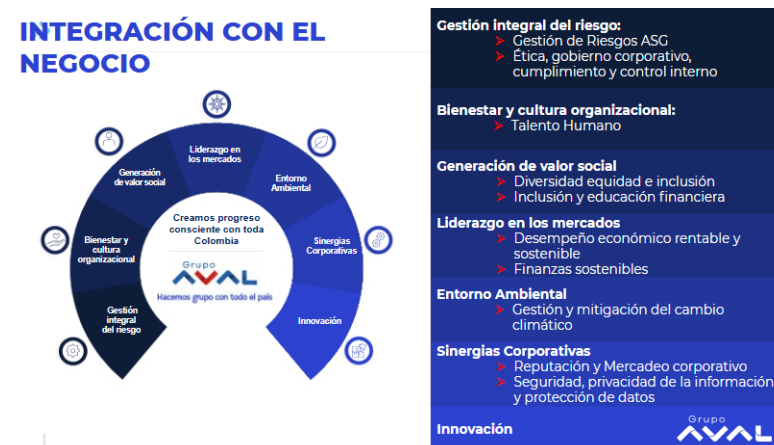 INTEGRACIÓN CON EL
NEGOCIO
Liderazgo en
los mercados
Generación
de valor social
Entorno
Ambiental
Creamos progreso
consciente con toda
Colombia
Bienestar y
cultura
organizacional
Sinergias
Corporativas
Grupo
AVAL
Hacemos grupo con todo el país
Gestión
integral
del riesgo
Innovación
Gestión integral del riesgo:
Gestión de Riesgos ASG
Ética, gobierno corporativo,
cumplimiento y control interno
Bienestar y cultura organizacional:
Talento Humano
Generación de valor social
Diversidad equidad e inclusión
Inclusión y educación financiera
Liderazgo en los mercados
Desempeño económico rentable y
sostenible
Finanzas sostenibles
Entorno Ambiental
Gestión y mitigación del cambio
climático
Sinergias Corporativas
Reputación y Mercadeo corporativo
Seguridad, privacidad de la información
y protección de datos
Innovación
Grupo
AVAL